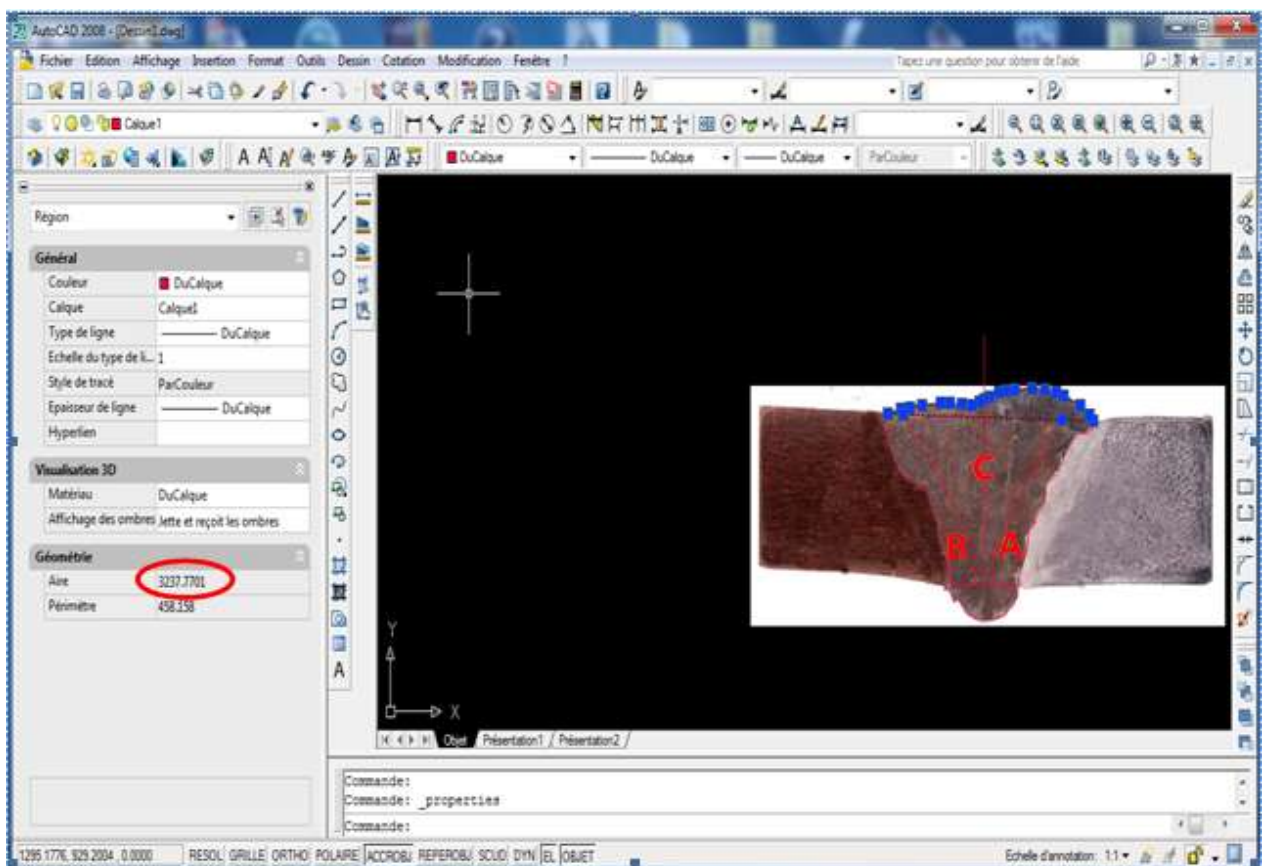 AutoCAD 2008 - [Dessin1.dwg]
Fichier Edition Affichage Insertion Format Outils Dessin Cotation Modification Fenêtre ?
Tapez une question pour obtenir de l'aide
Calque1
DuCalque
DuCalque
DuCalque
ParCouleur
Région
Général
Couleur DuCalque
Calque Calque1
Type de ligne DuCalque
Echelle du type de li... 1
Style de tracé ParCouleur
Epaisseur de ligne DuCalque
Hyperlien
Visualisation 3D
Matériau DuCalque
Affichage des ombres Jette et reçoit les ombres
Géométrie
Aire 3237.7701
Périmètre 458.158
C
B A
Y
X
Objet Présentation1 Présentation2
Commande:
Commande: _properties
Commande:
1295.1776, 929.2004, 0.0000 RESOL GRILLE ORTHO POLAIRE ACCROBJ REPEROBJ SCUD DYN EL OBJET Echelle d'annotation: 1:1